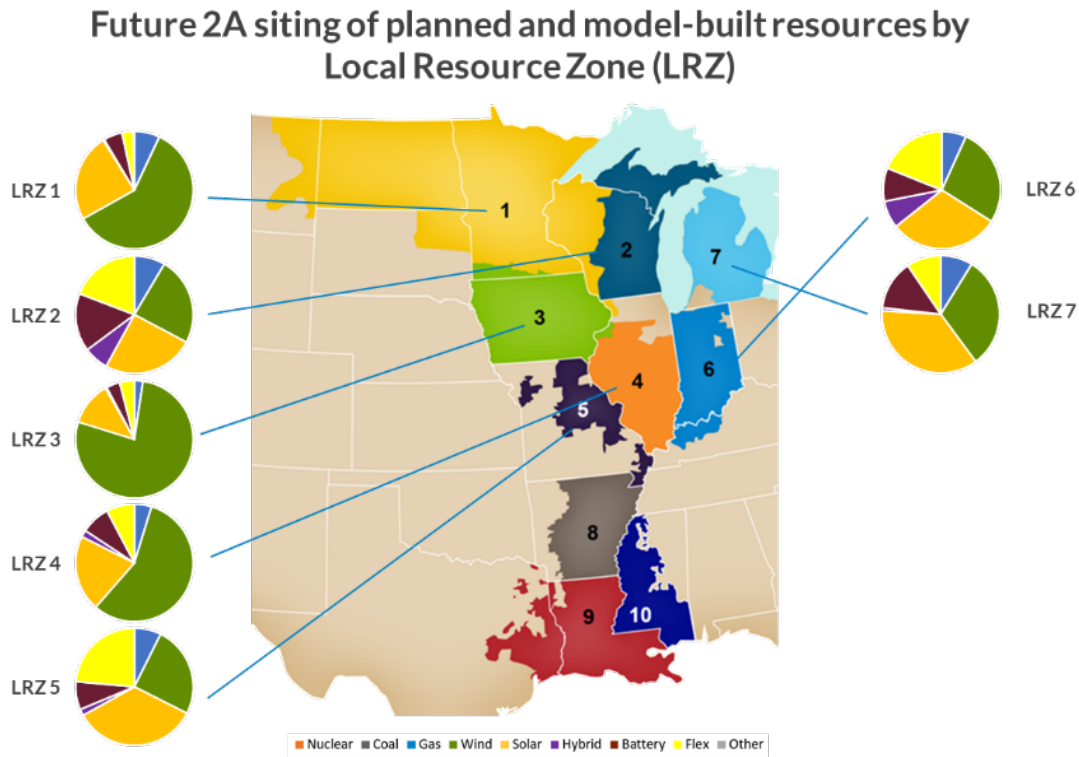 Future 2A siting of planned and model-built resources by
Local Resource Zone (LRZ)
LRZ 1
LRZ 2
LRZ 3
LRZ 4
LRZ 5
LRZ 6
LRZ 7
1
2
7
3
6
4
5
8
9
10
Nuclear Coal Gas Wind Solar Hybrid Battery Flex Other